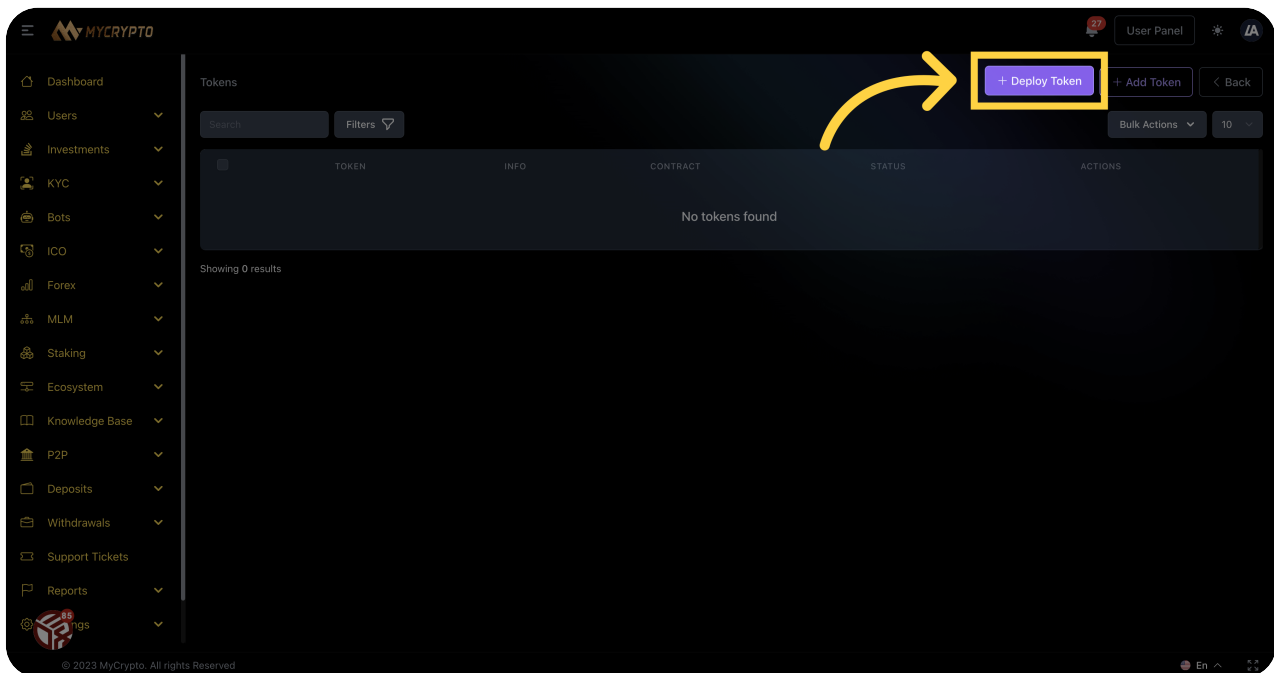 MYCRYPTO
27
User Panel
Dashboard
Users
Investments
KYC
Bots
ICO
Forex
MLM
Staking
Ecosystem
Knowledge Base
P2P
Deposits
Withdrawals
Support Tickets
Reports
85
ngs
Tokens
+ Deploy Token
+ Add Token
< Back
Search
Filters
Bulk Actions
10
TOKEN INFO CONTRACT STATUS ACTIONS
No tokens found
Showing 0 results
© 2023 MyCrypto. All rights Reserved
En